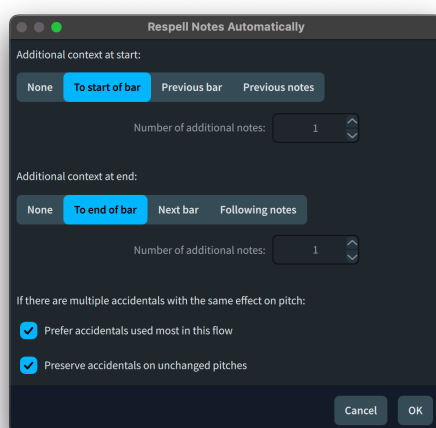 Respell Notes Automatically
Additional context at start:
None To start of bar Previous bar Previous notes
Number of additional notes: 1
Additional context at end:
None To end of bar Next bar Following notes
Number of additional notes: 1
If there are multiple accidentals with the same effect on pitch:
Prefer accidentals used most in this flow
Preserve accidentals on unchanged pitches
Cancel OK